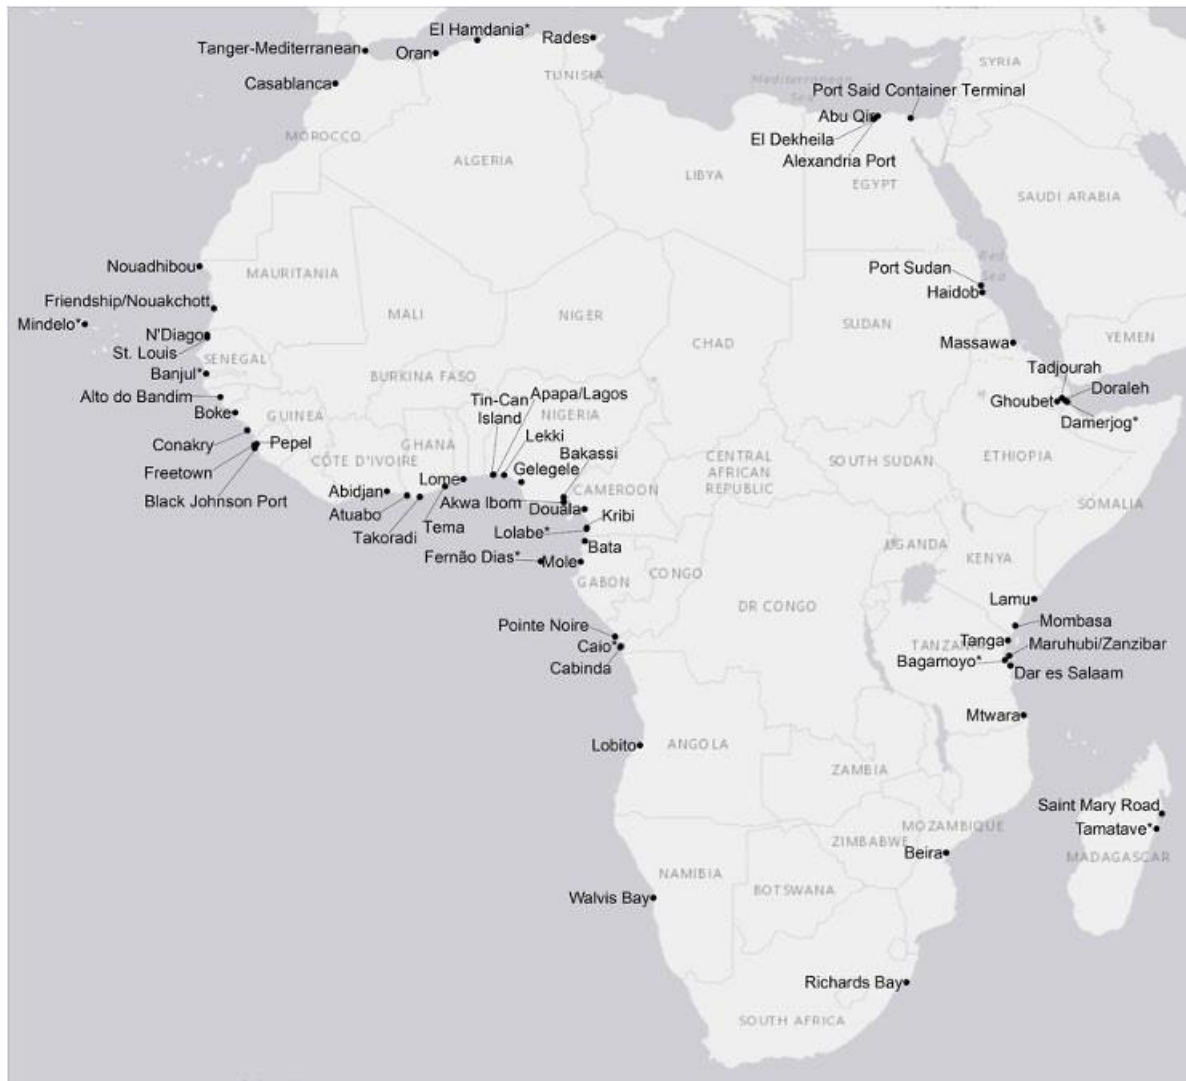 El Hamdania*
Tanger-Mediterranean
Oran
Rades
Casablanca
TUNISIA
Mediterranean
Sea
SYRIA
Port Said Container Terminal
Abu Qir
El Dekheila
Alexandria Port
MOROCCO
ALGERIA
LIBYA
EGYPT
SAUDI ARABIA
Nouadhibou
MAURITANIA
Red
Sea
Port Sudan
Haidob
Friendship/Nouakchott
Mindelo*
MALI
NIGER
CHAD
SUDAN
N'Diago
St. Louis
SENEGAL
Massawa
YEMEN
Banjul*
BURKINA FASO
Tadjourah
Doraleh
Ghoubet
Damerjog*
Alto do Bandim
Boke
GUINEA
Tin-Can
Island
Apapa/Lagos
NIGERIA
Lekki
Conakry
Pepel
Freetown
Black Johnson Port
GHANA
CÔTE D'IVOIRE
Bakassi
Gelegele
CAMEROON
CENTRAL
AFRICAN
REPUBLIC
SOUTH SUDAN
ETHIOPIA
SOMALIA
Lome
Abidjan
Atuabo
Takoradi
Tema
Akwa Ibom
Douala
Kribi
Lolabe*
Bata
Fernão Dias*
Mole
GABON
CONGO
DR CONGO
UGANDA
KENYA
Lamu
Mombasa
Pointe Noire
Caio*
Cabinda
Tanga
TANZANIA
Maruhubi/Zanzibar
Bagamoyo*
Dar es Salaam
Mtwara
Lobito
ANGOLA
ZAMBIA
Saint Mary Road
Tamatave*
MADAGASCAR
MOZAMBIQUE
ZIMBABWE
Beira
NAMIBIA
BOTSWANA
Walvis Bay
Richards Bay
SOUTH AFRICA